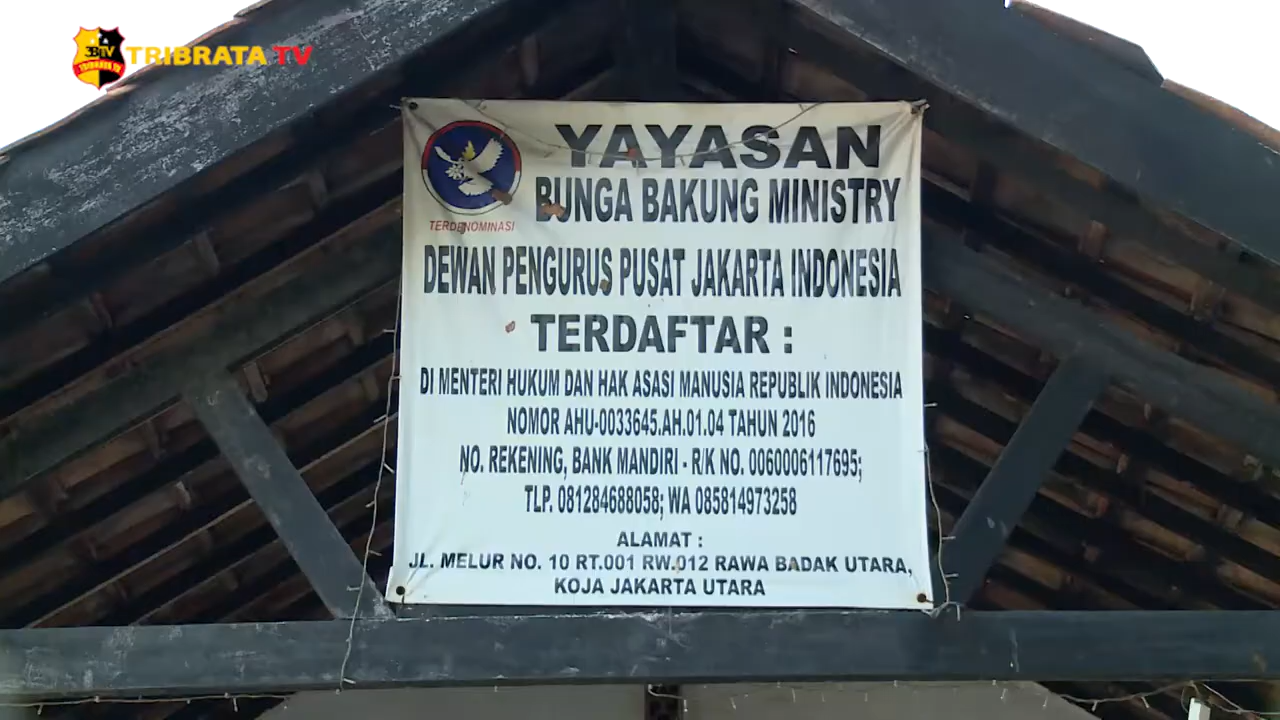 TRIBRATA TV
YAYASAN
BUNGA BAKUNG MINISTRY
TERDENOMINASI
DEWAN PENGURUS PUSAT JAKARTA INDONESIA
TERDAFTAR :
DI MENTERI HUKUM DAN HAK ASASI MANUSIA REPUBLIK INDONESIA
NOMOR AHU-0033645.AH.01.04 TAHUN 2016
NO. REKENING, BANK MANDIRI - R/K NO. 0060006117695;
TLP. 081284688058; WA 085814973258
ALAMAT :
JL. MELUR NO. 10 RT.001 RW.012 RAWA BADAK UTARA,
KOJA JAKARTA UTARA